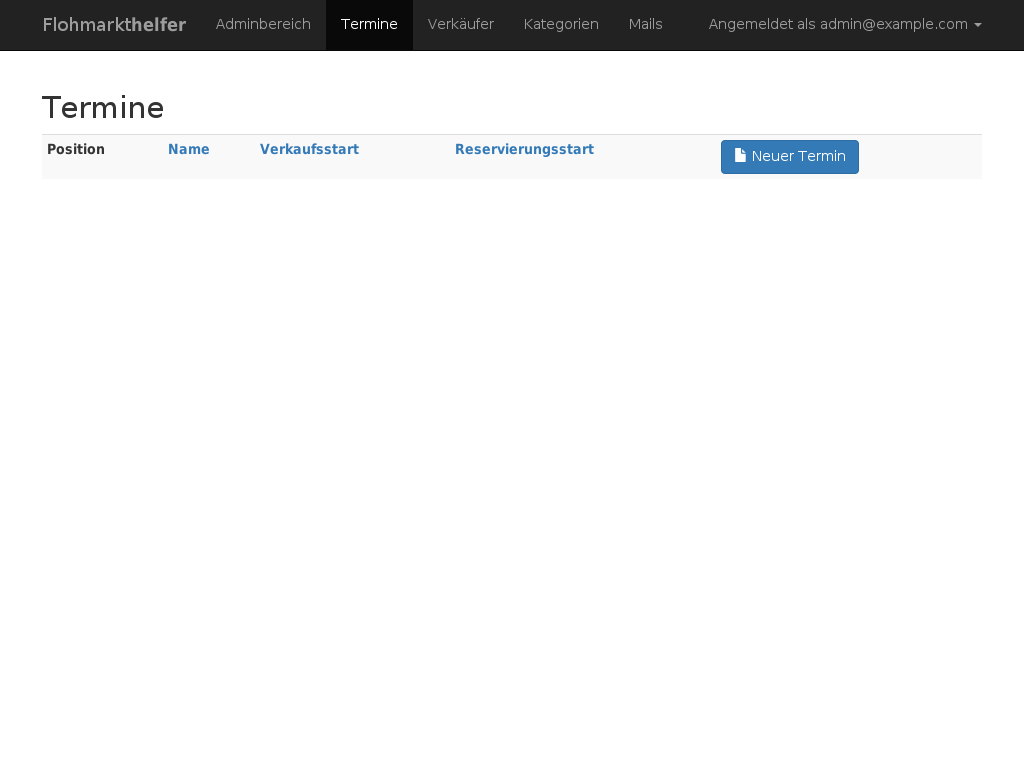 Flohmarkthelfer Adminbereich Termine Verkäufer Kategorien Mails Angemeldet als admin@example.com
Termine
Position Name Verkaufsstart Reservierungsstart Neuer Termin